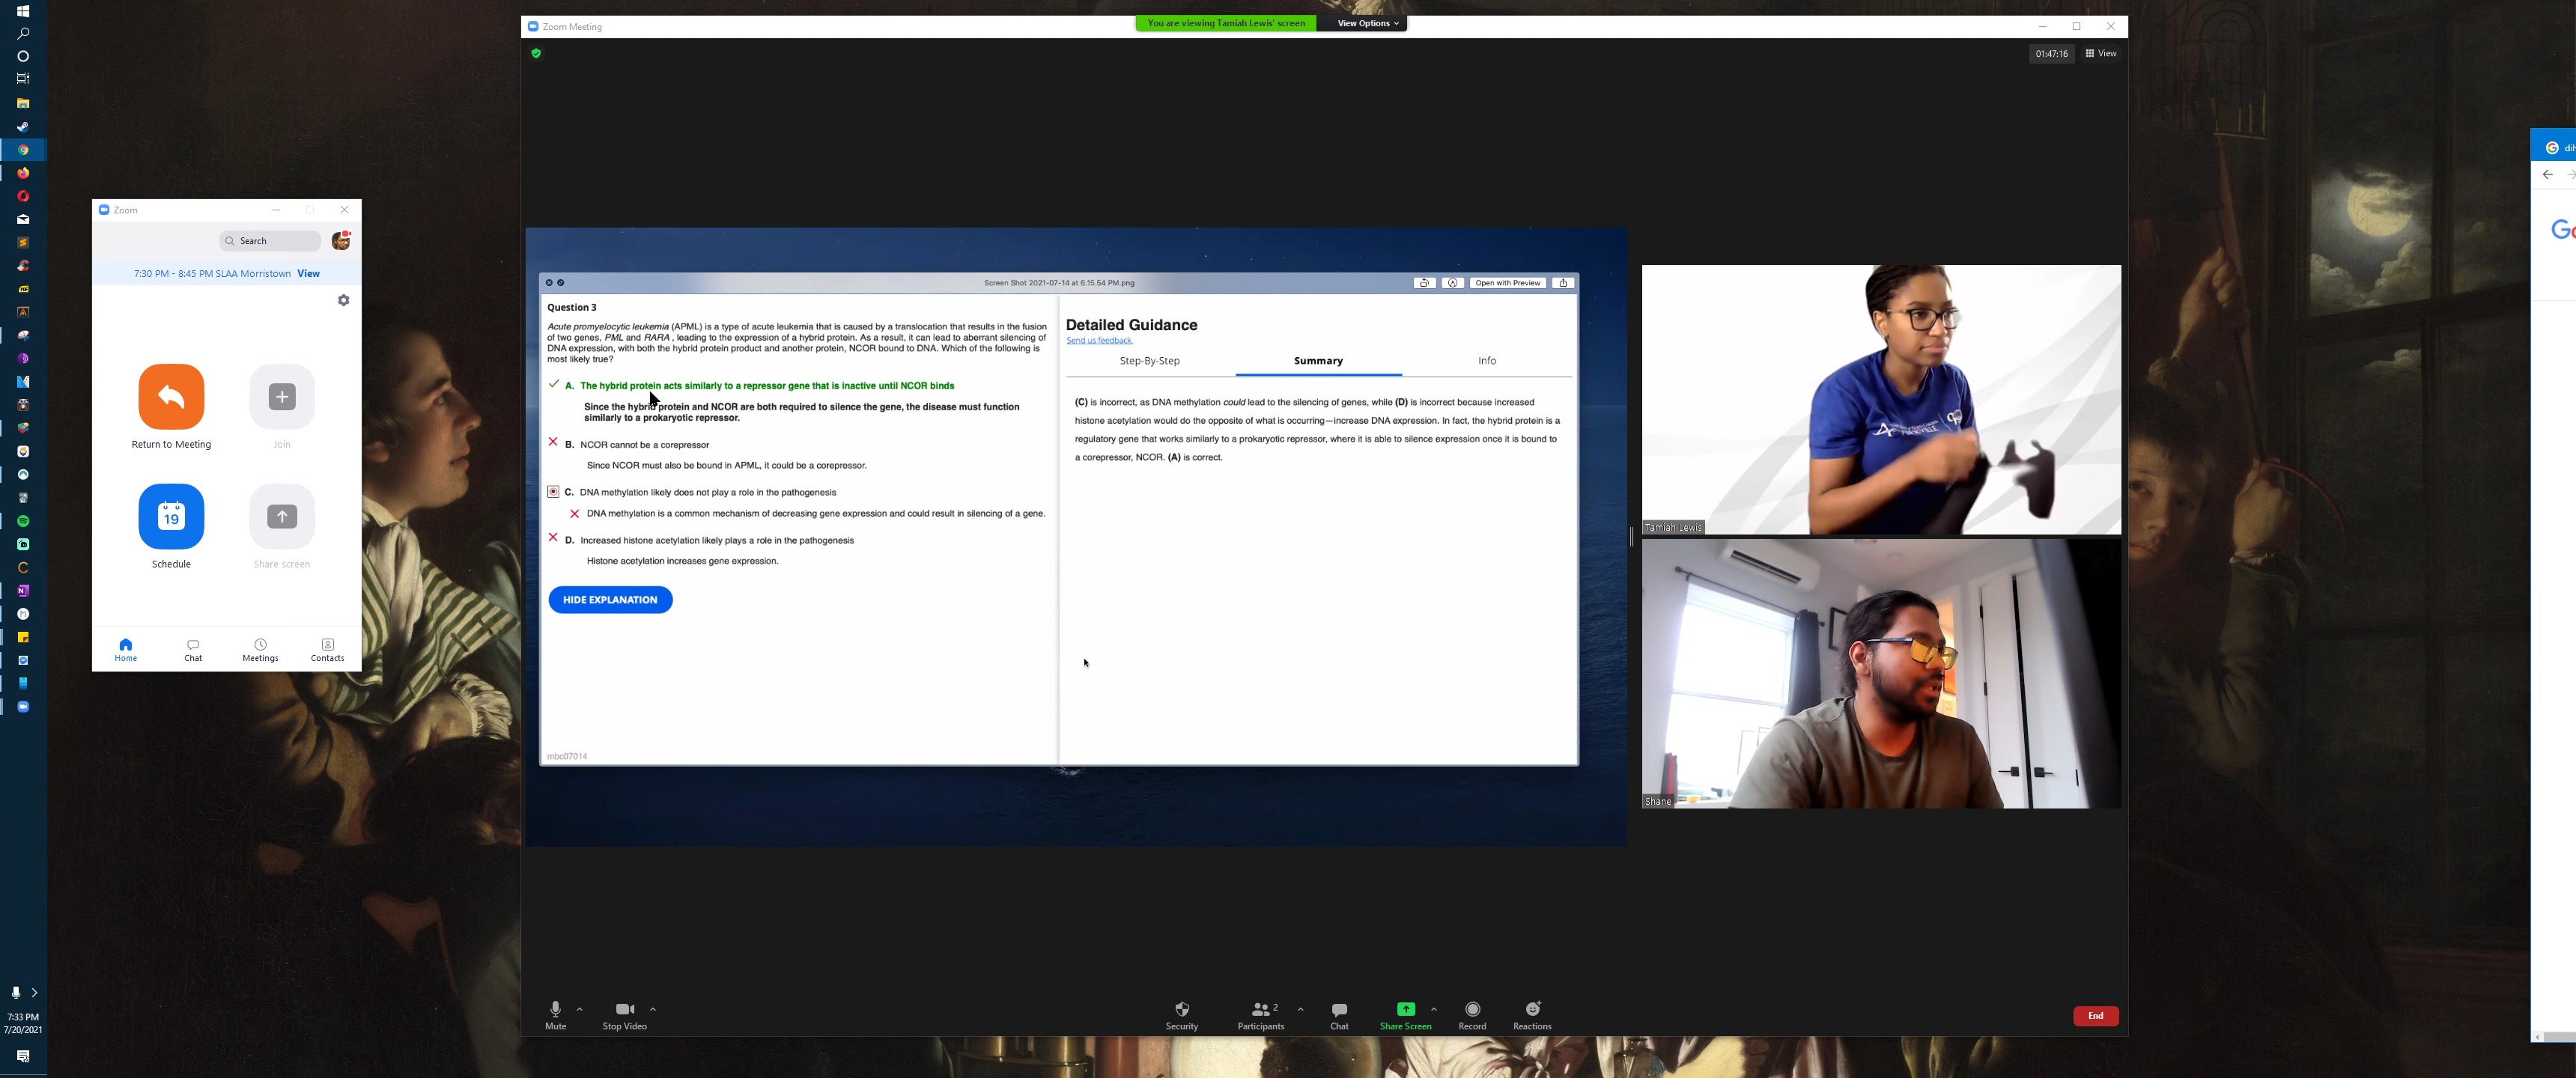 Zoom
Search
7:30 PM - 8:45 PM SLAA Morristown View
Return to Meeting
Join
19
Schedule
Share screen
Home
Chat
Meetings
Contacts
7:33 PM
7/20/2021
Zoom Meeting
You are viewing Tamiah Lewis' screen
View Options
01:47:16
View
Screen Shot 2021-07-14 at 6.15.54 PM.png
Open with Preview
Question 3
Acute promyelocytic leukemia (APML) is a type of acute leukemia that is caused by a translocation that results in the fusion
of two genes, PML and RARA , leading to the expression of a hybrid protein. As a result, it can lead to aberrant silencing of
DNA expression, with both the hybrid protein product and another protein, NCOR bound to DNA. Which of the following is
most likely true?
A. The hybrid protein acts similarly to a repressor gene that is inactive until NCOR binds
Since the hybrid protein and NCOR are both required to silence the gene, the disease must function
similarly to a prokaryotic repressor.
B. NCOR cannot be a corepressor
Since NCOR must also be bound in APML, it could be a corepressor.
C. DNA methylation likely does not play a role in the pathogenesis
DNA methylation is a common mechanism of decreasing gene expression and could result in silencing of a gene.
D. Increased histone acetylation likely plays a role in the pathogenesis
Histone acetylation increases gene expression.
HIDE EXPLANATION
mbc07014
Detailed Guidance
Send us feedback.
Step-By-Step
Summary
Info
(C) is incorrect, as DNA methylation could lead to the silencing of genes, while (D) is incorrect because increased
histone acetylation would do the opposite of what is occurring—increase DNA expression. In fact, the hybrid protein is a
regulatory gene that works similarly to a prokaryotic repressor, where it is able to silence expression once it is bound to
a corepressor, NCOR. (A) is correct.
Tamiah Lewis
Shane
Mute
Stop Video
Security
2
Participants
Chat
Share Screen
Record
Reactions
End